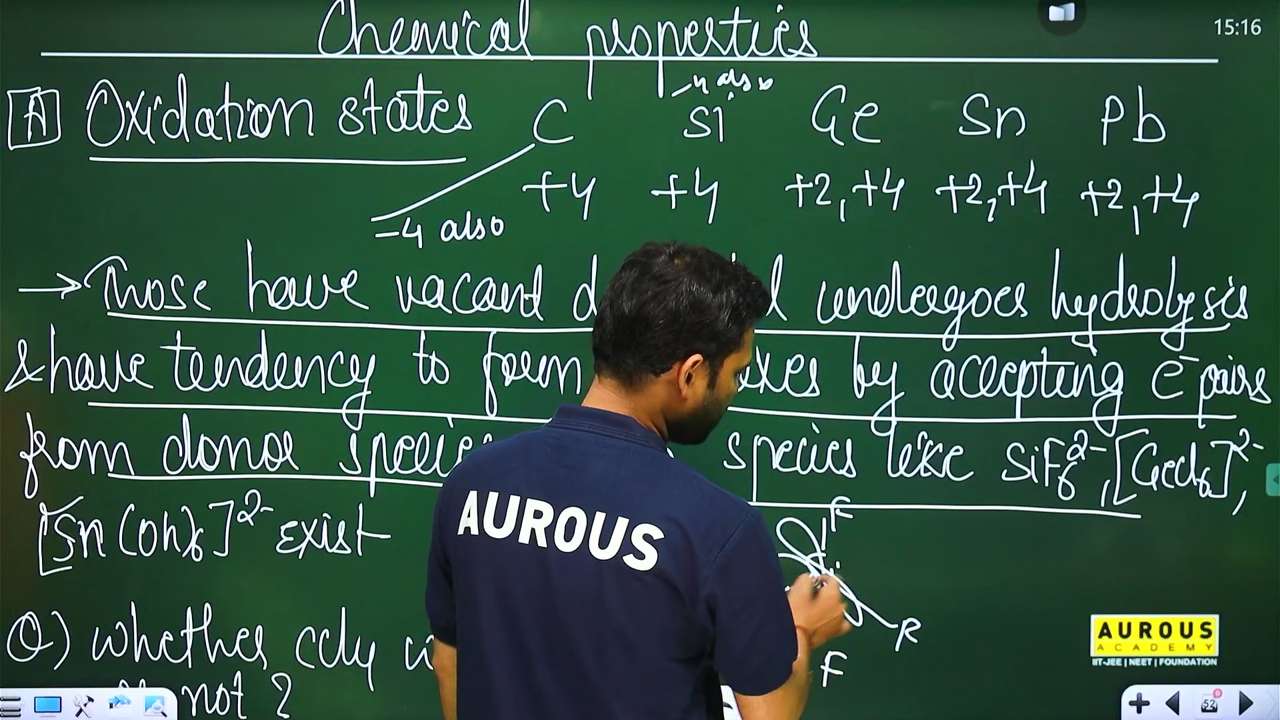 Chemical properties
15:16
-4 also
[A] Oxidation states C Si Ge Sn Pb
+4 +4 +2,+4 +2,+4 +2,+4
-4 also
→ Those have vacant d undergoes hydrolysis
& have tendency to form exes by accepting e⁻ pairs
from donor species like SiF₆²⁻, [GeCl₆]²⁻,
[Sn(OH)₆]²⁻ exist
F
AUROUS
Q) whether
F
not ?
AUROUS
ACADEMY
IIT-JEE | NEET | FOUNDATION
52